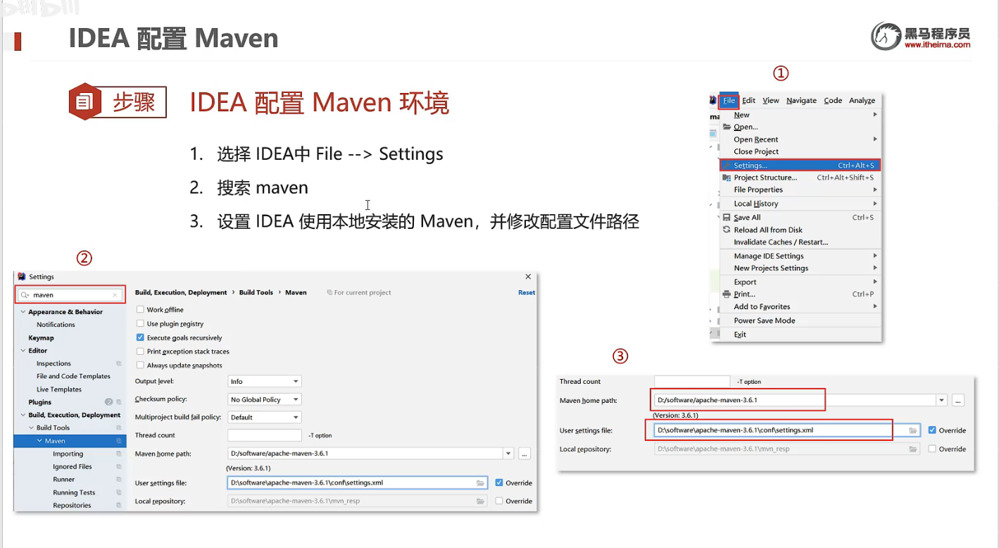 bilibili
IDEA 配置 Maven
黑马程序员
www.itheima.com
步骤
IDEA 配置 Maven 环境
1. 选择 IDEA中 File --> Settings
2. 搜索 maven
3. 设置 IDEA 使用本地安装的 Maven，并修改配置文件路径
①
File Edit View Navigate Code Analyze
ma
New
Open...
Open Recent
Close Project
Settings... Ctrl+Alt+S
Project Structure... Ctrl+Alt+Shift+S
File Properties
Local History
Save All Ctrl+S
Reload All from Disk
Invalidate Caches / Restart...
Manage IDE Settings
New Projects Settings
Export
Print... Ctrl+P
Add to Favorites
Power Save Mode
Exit
②
Settings
maven
Appearance & Behavior
Notifications
Keymap
Editor
Inspections
File and Code Templates
Live Templates
Plugins
Build, Execution, Deployment
Build Tools
Maven
Importing
Ignored Files
Runner
Running Tests
Repositories
Build, Execution, Deployment › Build Tools › Maven For current project Reset
Work offline
Use plugin registry
Execute goals recursively
Print exception stack traces
Always update snapshots
Output level: Info
Checksum policy: No Global Policy
Multiproject build fail policy: Default
Thread count -T option
Maven home path: D:/software/apache-maven-3.6.1 ...
(Version: 3.6.1)
User settings file: D:\software\apache-maven-3.6.1\conf\settings.xml Override
Local repository: D:\software\apache-maven-3.6.1\mvn_resp Override
③
Thread count -T option
Maven home path: D:/software/apache-maven-3.6.1 ...
(Version: 3.6.1)
User settings file: D:\software\apache-maven-3.6.1\conf\settings.xml Override
Local repository: D:\software\apache-maven-3.6.1\mvn_resp Override